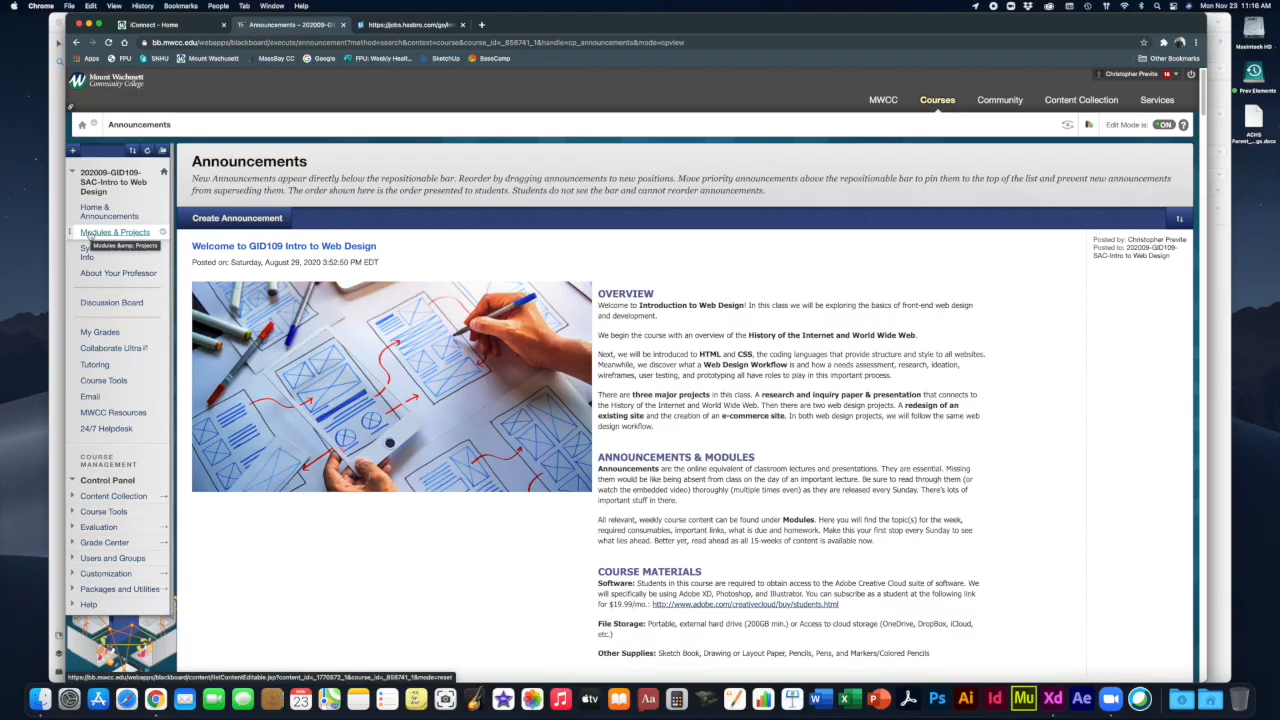 Chrome File Edit View History Bookmarks People Tab Window Help
Mon Nov 23 11:16 AM
iConnect - Home
Announcements – 202009-GI
https://jobs.hasbro.com/go/In
bb.mwcc.edu/webapps/blackboard/execute/announcement?method=search&context=course&course_id=_858741_1&handle=cp_announcements&mode=cpview
Apps FPU SNHU Mount Wachusett MassBay CC Google FPU: Weekly Healt... SketchUp BaseCamp Other Bookmarks
Mount Wachusett
Community College
Christopher Previte 18
MWCC Courses Community Content Collection Services
Announcements
Edit Mode is: ON ?
202009-GID109-
SAC-Intro to Web
Design
Home &
Announcements
Modules & Projects
Modules &amp; Projects
Info
About Your Professor
Discussion Board
My Grades
Collaborate Ultra
Tutoring
Course Tools
Email
MWCC Resources
24/7 Helpdesk
COURSE
MANAGEMENT
Control Panel
Content Collection
Course Tools
Evaluation
Grade Center
Users and Groups
Customization
Packages and Utilities
Help
Announcements
New Announcements appear directly below the repositionable bar. Reorder by dragging announcements to new positions. Move priority announcements above the repositionable bar to pin them to the top of the list and prevent new announcements
from superseding them. The order shown here is the order presented to students. Students do not see the bar and cannot reorder announcements.
Create Announcement
Welcome to GID109 Intro to Web Design
Posted on: Saturday, August 29, 2020 3:52:50 PM EDT
Posted by: Christopher Previte
Posted to: 202009-GID109-
SAC-Intro to Web Design
OVERVIEW
Welcome to Introduction to Web Design! In this class we will be exploring the basics of front-end web design
and development.
We begin the course with an overview of the History of the Internet and World Wide Web.
Next, we will be introduced to HTML and CSS, the coding languages that provide structure and style to all websites.
Meanwhile, we discover what a Web Design Workflow is and how a needs assessment, research, ideation,
wireframes, user testing, and prototyping all have roles to play in this important process.
There are three major projects in this class. A research and inquiry paper & presentation that connects to
the History of the Internet and World Wide Web. Then there are two web design projects. A redesign of an
existing site and the creation of an e-commerce site. In both web design projects, we will follow the same web
design workflow.
ANNOUNCEMENTS & MODULES
Announcements are the online equivalent of classroom lectures and presentations. They are essential. Missing
them would be like being absent from class on the day of an important lecture. Be sure to read through them (or
watch the embedded video) thoroughly (multiple times even) as they are released every Sunday. There's lots of
important stuff in there.
All relevant, weekly course content can be found under Modules. Here you will find the topic(s) for the week,
required consumables, important links, what is due and homework. Make this your first stop every Sunday to see
what lies ahead. Better yet, read ahead as all 15-weeks of content is available now.
COURSE MATERIALS
Software: Students in this course are required to obtain access to the Adobe Creative Cloud suite of software. We
will specifically be using Adobe XD, Photoshop, and Illustrator. You can subscribe as a student at the following link
for $19.99/mo.: http://www.adobe.com/creativecloud/buy/students.html
File Storage: Portable, external hard drive (200GB min.) or Access to cloud storage (OneDrive, DropBox, iCloud,
etc.)
Other Supplies: Sketch Book, Drawing or Layout Paper, Pencils, Pens, and Markers/Colored Pencils
https://bb.mwcc.edu/webapps/blackboard/content/listContentEditable.jsp?content_id=_1770872_1&course_id=_858741_1&mode=reset
Macintosh HD
Prev Elements
ACHS
Parent_...gs.docx
NOV
23
tv
Aa
W X P Ps Ai Id Mu Xd Ae